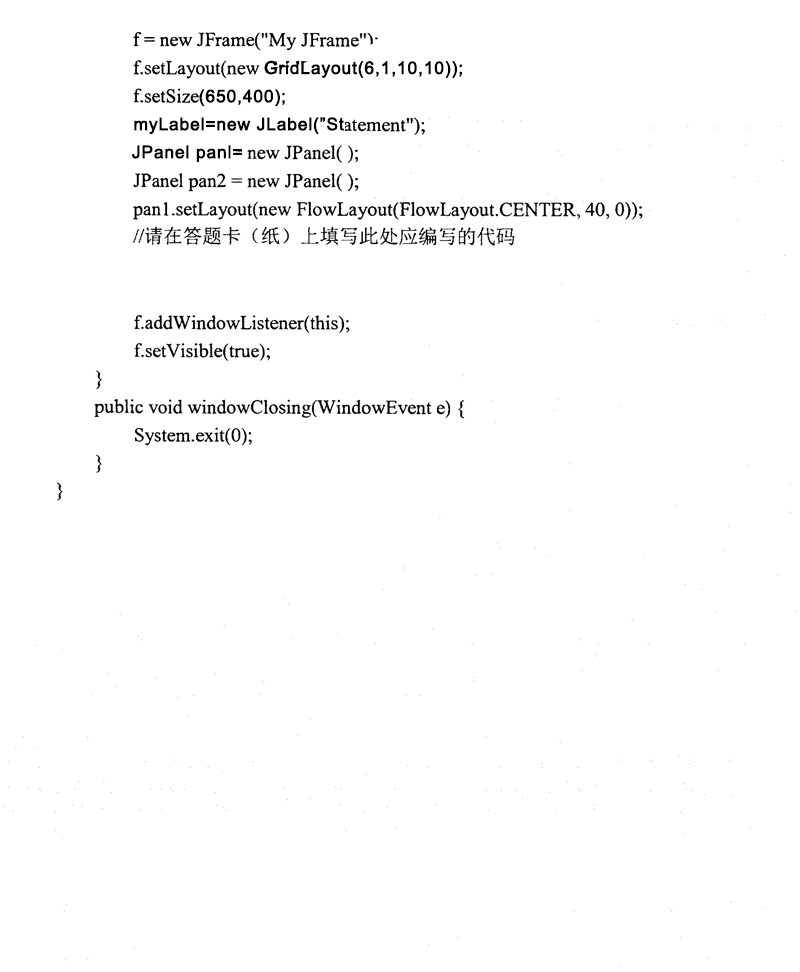 f = new JFrame("My JFrame")
f.setLayout(new GridLayout(6,1,10,10));
f.setSize(650,400);
myLabel=new JLabel("Statement");
JPanel panl= new JPanel( );
JPanel pan2 = new JPanel( );
pan1.setLayout(new FlowLayout(FlowLayout.CENTER, 40, 0));
//请在答题卡（纸）上填写此处应编写的代码
f.addWindowListener(this);
f.setVisible(true);
}
public void windowClosing(WindowEvent e) {
System.exit(0);
}
}